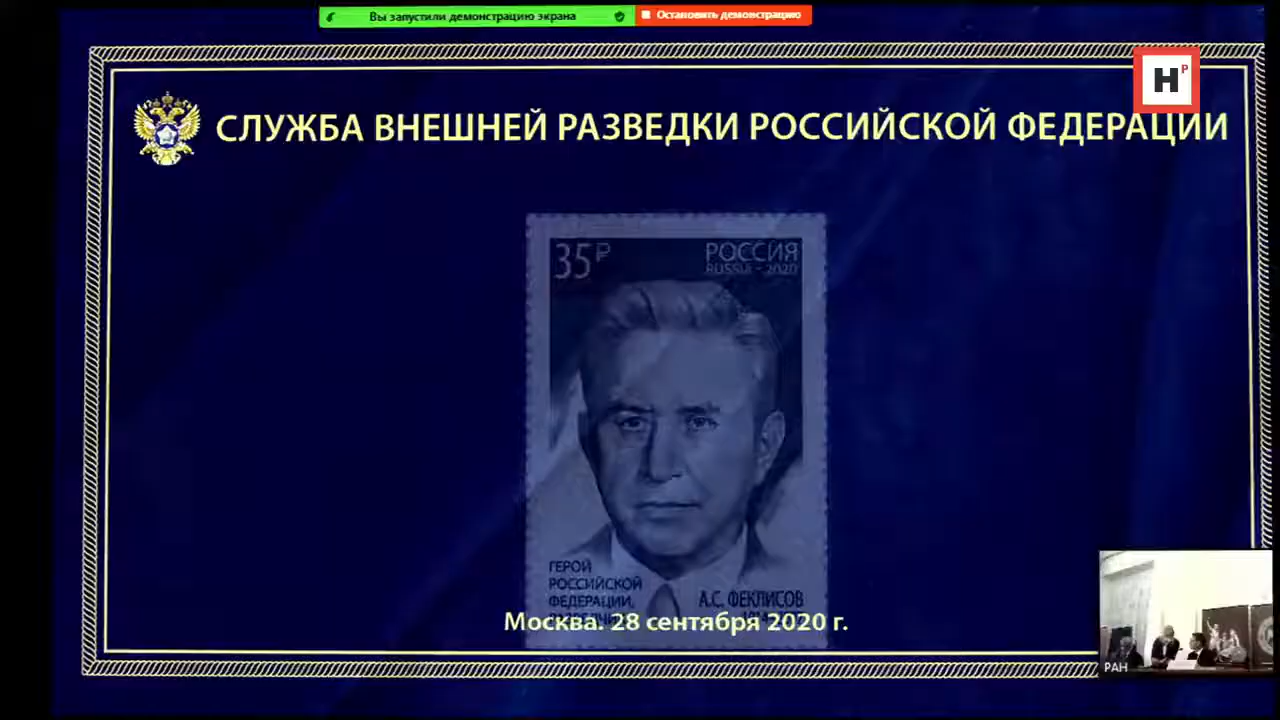 Вы запустили демонстрацию экрана
Остановить демонстрацию
Нр
СЛУЖБА ВНЕШНЕЙ РАЗВЕДКИ РОССИЙСКОЙ ФЕДЕРАЦИИ
35₽
РОССИЯ
RUSSIA • 2020
ГЕРОЙ
РОССИЙСКОЙ
ФЕДЕРАЦИИ,
А.С. ФЕКЛИСОВ
Москва. 28 сентября 2020 г.
РАН